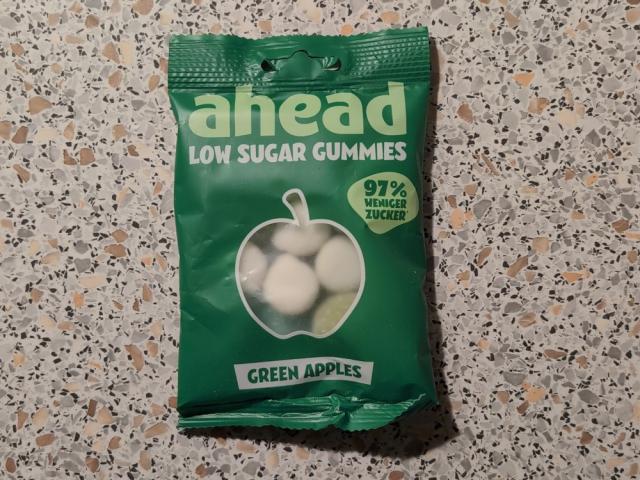 ahead
LOW SUGAR GUMMIES
97%
WENIGER
ZUCKER*
GREEN APPLES